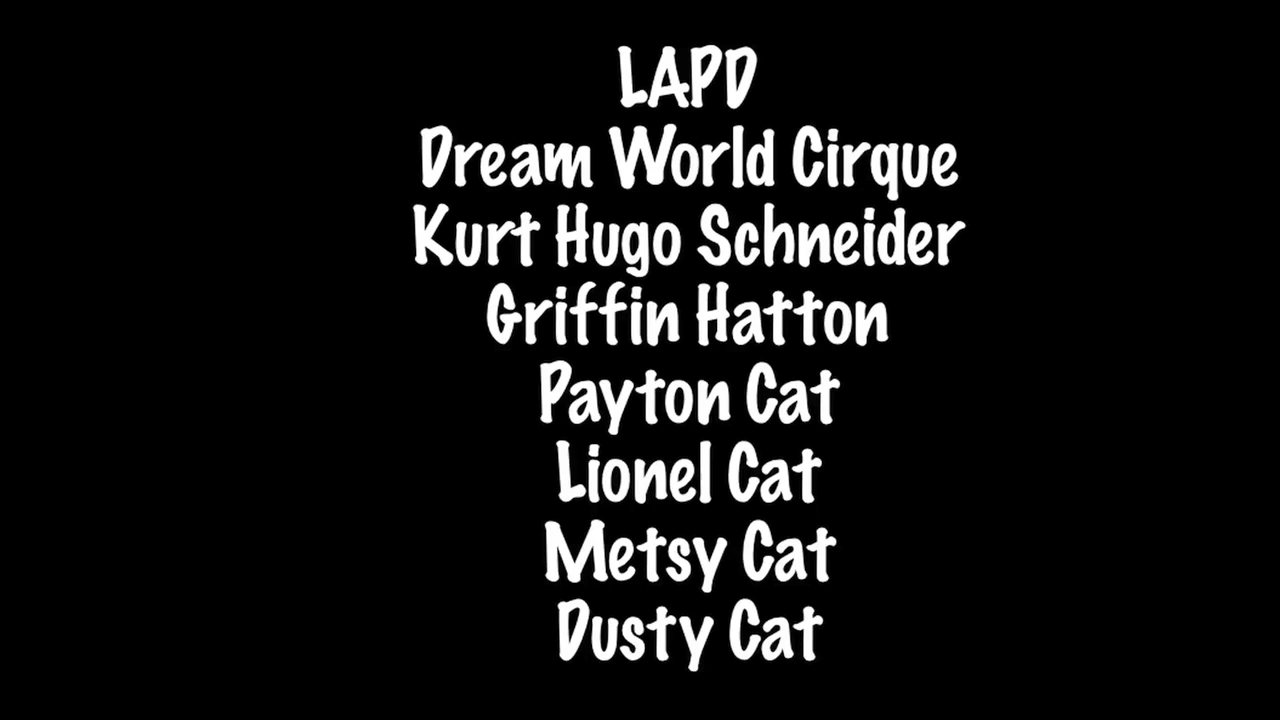 LAPD
Dream World Cirque
Kurt Hugo Schneider
Griffin Hatton
Payton Cat
Lionel Cat
Metsy Cat
Dusty Cat